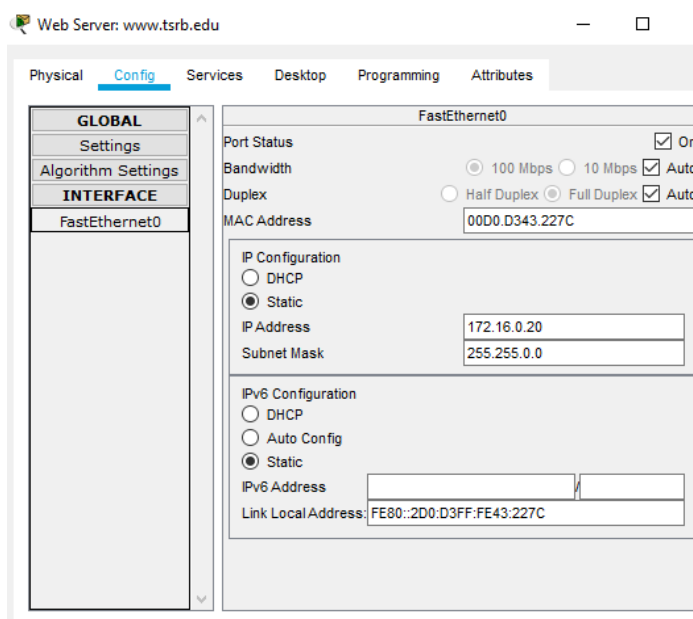 Web Server: www.tsrb.edu
Physical Config Services Desktop Programming Attributes
GLOBAL
Settings
Algorithm Settings
INTERFACE
FastEthernet0
FastEthernet0
Port Status
Bandwidth 100 Mbps 10 Mbps
Duplex Half Duplex Full Duplex
MAC Address 00D0.D343.227C
IP Configuration
DHCP
Static
IP Address 172.16.0.20
Subnet Mask 255.255.0.0
IPv6 Configuration
DHCP
Auto Config
Static
IPv6 Address /
Link Local Address: FE80::2D0:D3FF:FE43:227C